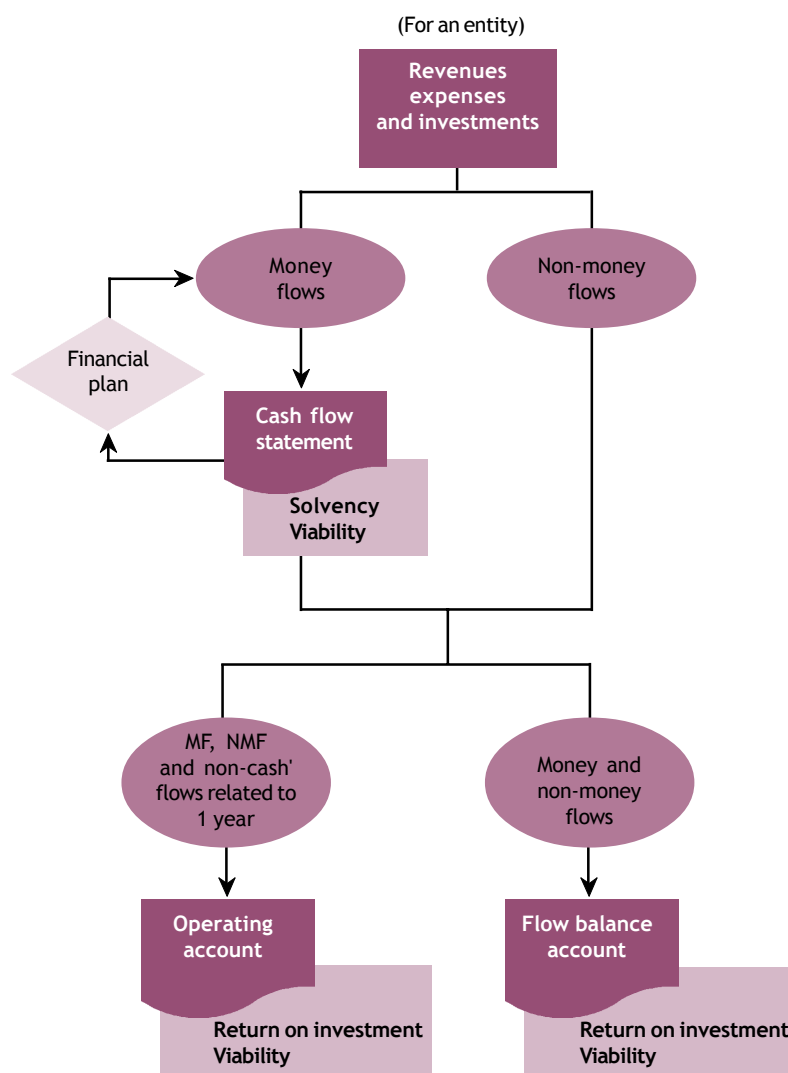 (For an entity)
Revenues
expenses
and investments
Money
flows
Non-money
flows
Financial
plan
Cash flow
statement
Solvency
Viability
MF, NMF
and non-cash'
flows related to
1 year
Money and
non-money
flows
Operating
account
Flow balance
account
Return on investment
Viability
Return on investment
Viability